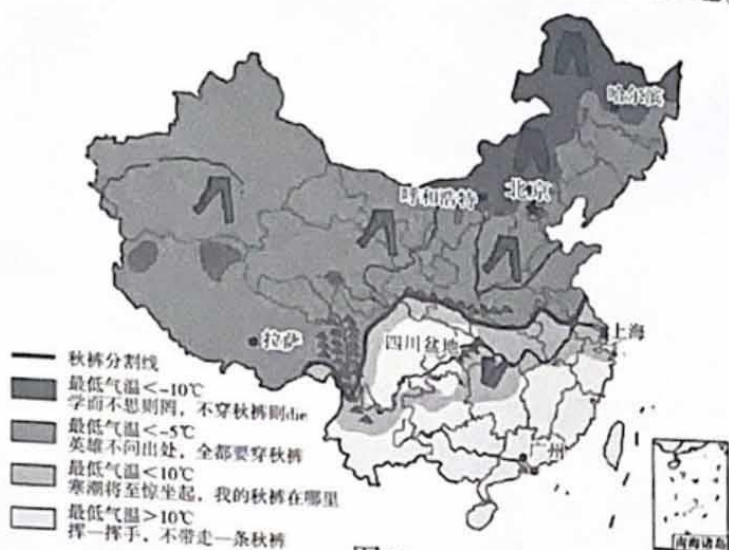 哈尔滨
呼和浩特
北京
拉萨
四川盆地
上海
广州
秋裤分割线
最低气温<-10℃
学而不思则罔，不穿秋裤则die
最低气温<-5℃
英雄不问出处，全都要穿秋裤
最低气温<10℃
寒潮将至惊坐起，我的秋裤在哪里
最低气温>10℃
挥一挥手，不带走一条秋裤
南海诸岛